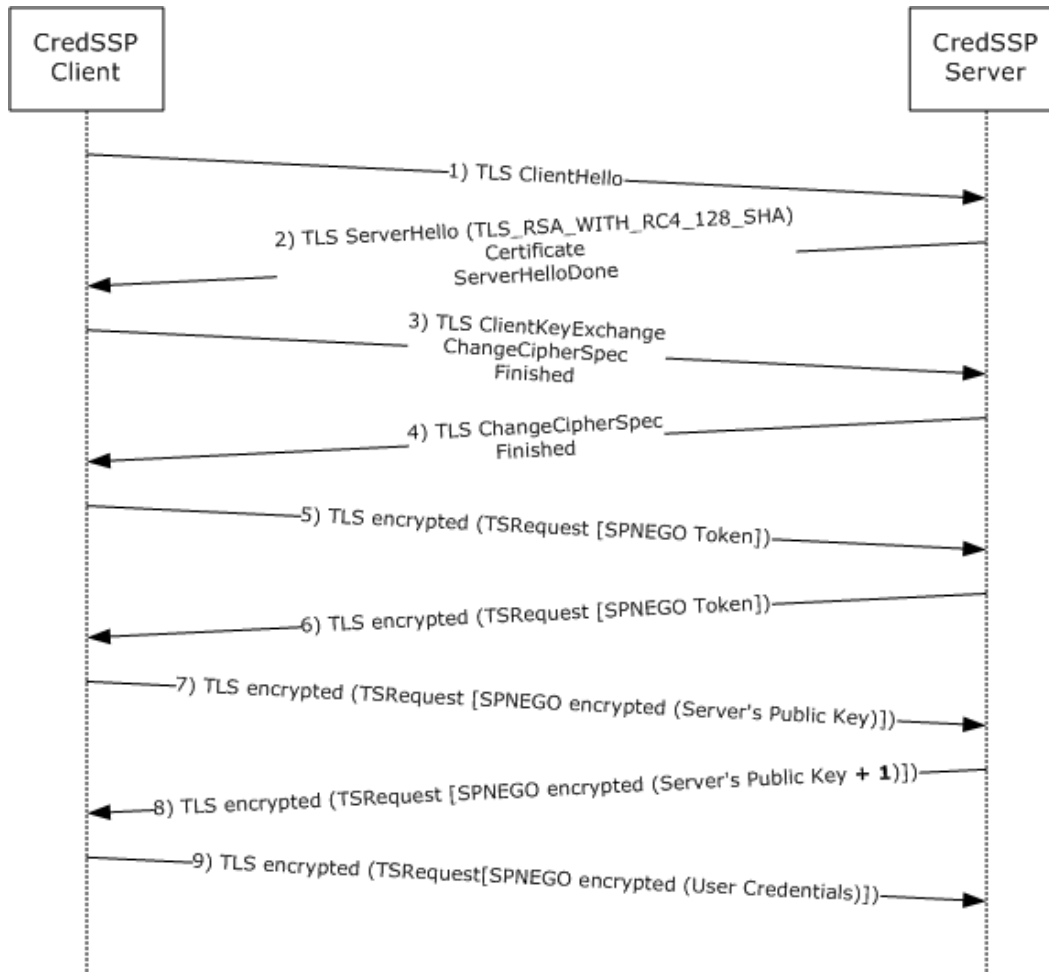 CredSSP
Client
CredSSP
Server
1) TLS ClientHello
2) TLS ServerHello (TLS_RSA_WITH_RC4_128_SHA)
Certificate
ServerHelloDone
3) TLS ClientKeyExchange
ChangeCipherSpec
Finished
4) TLS ChangeCipherSpec
Finished
5) TLS encrypted (TSRequest [SPNEGO Token])
6) TLS encrypted (TSRequest [SPNEGO Token])
7) TLS encrypted (TSRequest [SPNEGO encrypted (Server's Public Key)])
8) TLS encrypted (TSRequest [SPNEGO encrypted (Server's Public Key + 1)])
9) TLS encrypted (TSRequest[SPNEGO encrypted (User Credentials)])